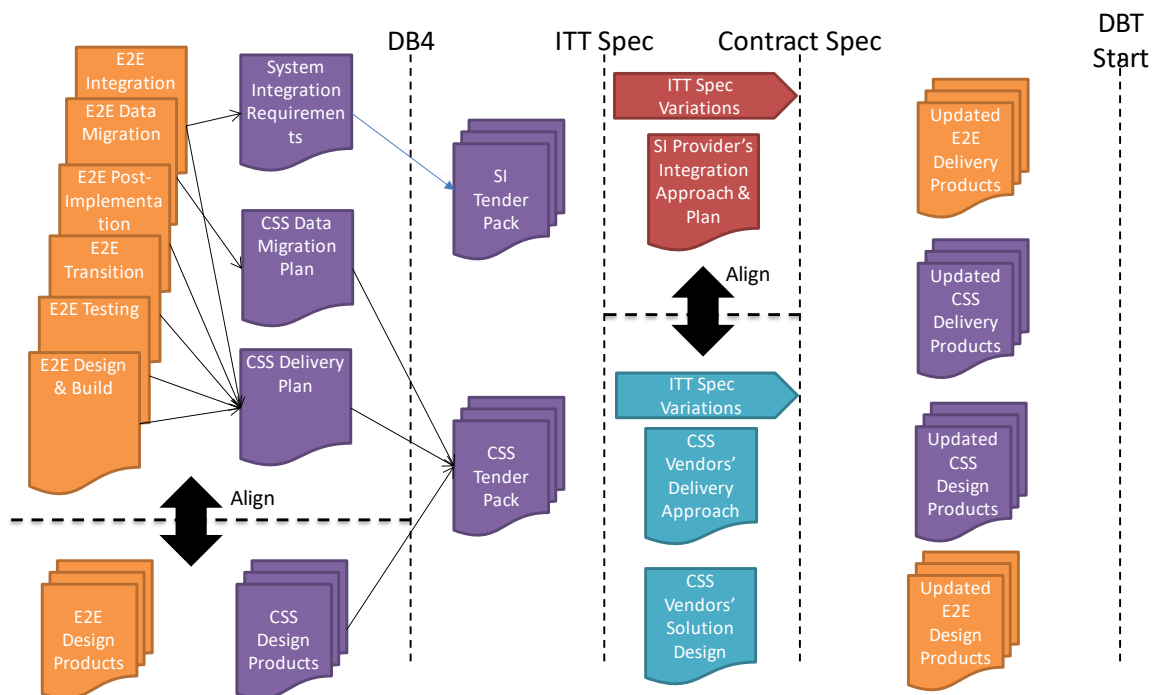 DB4
ITT Spec
Contract Spec
DBT
Start
E2E
Integration
E2E Data
Migration
E2E Post-
Implementa
tion
E2E
Transition
E2E Testing
E2E Design
& Build
System
Integration
Requiremen
ts
CSS Data
Migration
Plan
CSS Delivery
Plan
Align
E2E
Design
Products
CSS
Design
Products
SI
Tender
Pack
CSS
Tender
Pack
ITT Spec
Variations
SI Provider's
Integration
Approach &
Plan
Align
ITT Spec
Variations
CSS
Vendors'
Delivery
Approach
CSS
Vendors'
Solution
Design
Updated
E2E
Delivery
Products
Updated
CSS
Delivery
Products
Updated
CSS
Design
Products
Updated
E2E
Design
Products